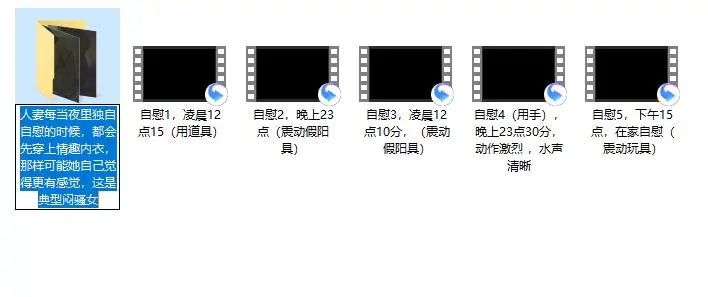 人妻每当夜里独自
自慰的时候，都会
先穿上情趣内衣，
那样可能她自己觉
得更有感觉，这是
典型闷骚女
自慰1，凌晨12
点15（用道具）
自慰2，晚上23
点（震动假阳
具）
自慰3，凌晨12
点10分，（震动
假阳具）
自慰4（用手），
晚上23点30分，
动作激烈 ，水声
清晰
自慰5，下午15
点，在家自慰（
震动玩具）